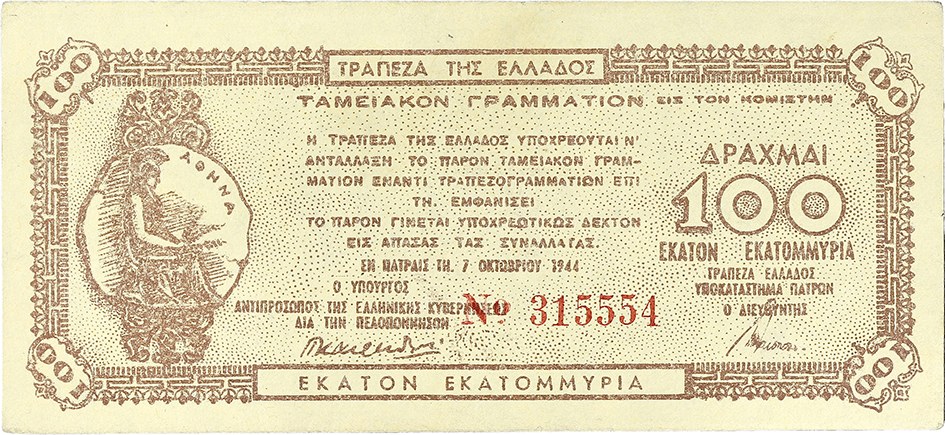 100
100
ΤΡΑΠΕΖΑ ΤΗΣ ΕΛΛΑΔΟΣ
ΤΑΜΕΙΑΚΟΝ ΓΡΑΜΜΑΤΙΟΝ ΕΙΣ ΤΟΝ ΚΟΜΙΣΤΗΝ
Η ΤΡΑΠΕΖΑ ΤΗΣ ΕΛΛΑΔΟΣ ΥΠΟΧΡΕΟΥΤΑΙ Ν'
ΑΝΤΑΛΛΑΞΗ ΤΟ ΠΑΡΟΝ ΤΑΜΕΙΑΚΟΝ ΓΡΑΜ-
ΜΑΤΙΟΝ ΕΝΑΝΤΙ ΤΡΑΠΕΖΟΓΡΑΜΜΑΤΙΩΝ ΕΠΙ
ΤΗ, ΕΜΦΑΝΙΣΕΙ
ΤΟ ΠΑΡΟΝ ΓΙΝΕΤΑΙ ΥΠΟΧΡΕΩΤΙΚΩΣ ΔΕΚΤΟΝ
ΕΙΣ ΑΠΑΣΑΣ ΤΑΣ ΣΥΝΑΛΛΑΓΑΣ.
ΕΝ ΠΑΤΡΑΙΣ ΤΗ, 7 ΟΚΤΩΒΡΙΟΥ 1944
Ο ΥΠΟΥΡΓΟΣ
ΑΝΤΙΠΡΟΣΩΠΟΣ ΤΗΣ ΕΛΛΗΝΙΚΗΣ ΚΥΒΕΡΝΗΣΕΩΣ
ΔΙΑ ΤΗΝ ΠΕΛΟΠΟΝΝΗΣΟΝ
ΑΘΗΝΑ
ΔΡΑΧΜΑΙ
100
ΕΚΑΤΟΝ ΕΚΑΤΟΜΜΥΡΙΑ
ΤΡΑΠΕΖΑ ΕΛΛΑΔΟΣ
ΥΠΟΚΑΤΑΣΤΗΜΑ ΠΑΤΡΩΝ
Ο ΔΙΕΥΘΥΝΤΗΣ
Nº 315554
ΕΚΑΤΟΝ ΕΚΑΤΟΜΜΥΡΙΑ
100
100